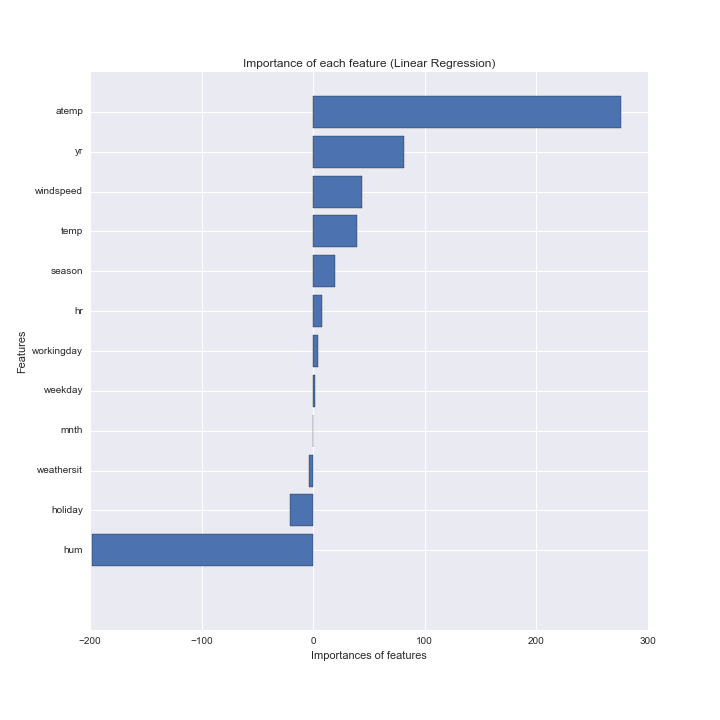 Importance of each feature (Linear Regression)
atemp
yr
windspeed
temp
season
hr
workingday
weekday
mnth
weathersit
holiday
hum
Features
−200 −100 0 100 200 300
Importances of features